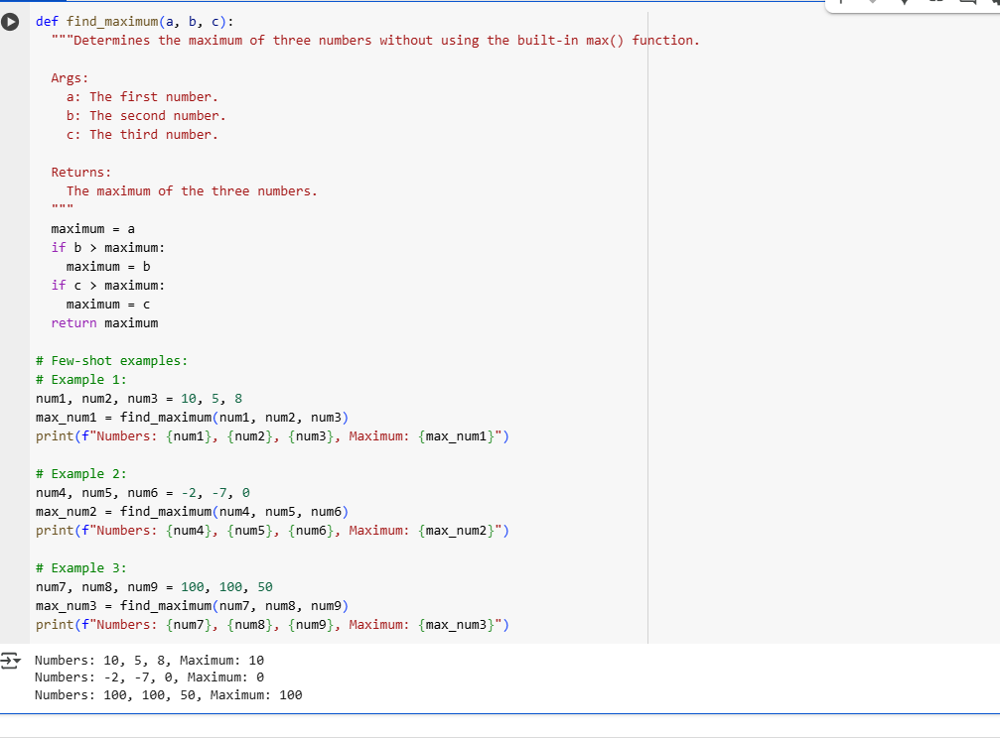 def find_maximum(a, b, c):
  """Determines the maximum of three numbers without using the built-in max() function.

  Args:
    a: The first number.
    b: The second number.
    c: The third number.

  Returns:
    The maximum of the three numbers.
  """
  maximum = a
  if b > maximum:
    maximum = b
  if c > maximum:
    maximum = c
  return maximum

# Few-shot examples:
# Example 1:
num1, num2, num3 = 10, 5, 8
max_num1 = find_maximum(num1, num2, num3)
print(f"Numbers: {num1}, {num2}, {num3}, Maximum: {max_num1}")

# Example 2:
num4, num5, num6 = -2, -7, 0
max_num2 = find_maximum(num4, num5, num6)
print(f"Numbers: {num4}, {num5}, {num6}, Maximum: {max_num2}")

# Example 3:
num7, num8, num9 = 100, 100, 50
max_num3 = find_maximum(num7, num8, num9)
print(f"Numbers: {num7}, {num8}, {num9}, Maximum: {max_num3}")

Numbers: 10, 5, 8, Maximum: 10
Numbers: -2, -7, 0, Maximum: 0
Numbers: 100, 100, 50, Maximum: 100